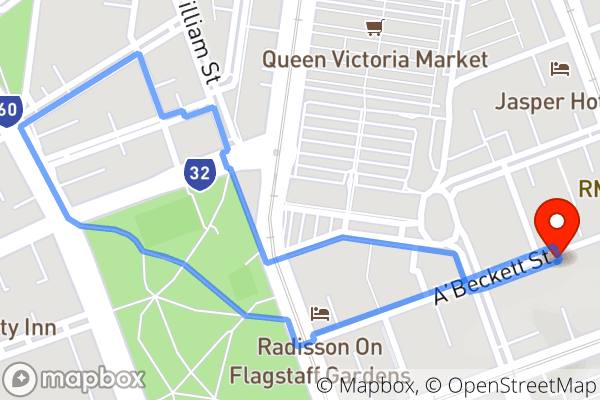 William St
Queen Victoria Market
60
Jasper Ho
32
RM
A'Beckett St
ty Inn
Radisson On
Flagstaff Gardens
mapbox
© Mapbox, © OpenStreetMap